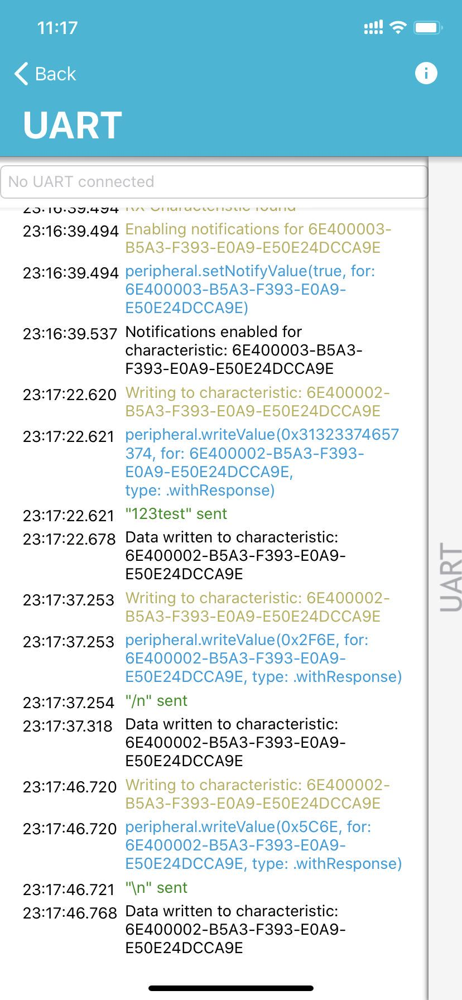 11:17
Back
UART
No UART connected
23:16:39.494 RX Characteristic found
23:16:39.494 Enabling notifications for 6E400003-
B5A3-F393-E0A9-E50E24DCCA9E
23:16:39.494 peripheral.setNotifyValue(true, for:
6E400003-B5A3-F393-E0A9-
E50E24DCCA9E)
23:16:39.537 Notifications enabled for
characteristic: 6E400003-B5A3-
F393-E0A9-E50E24DCCA9E
23:17:22.620 Writing to characteristic: 6E400002-
B5A3-F393-E0A9-E50E24DCCA9E
23:17:22.621 peripheral.writeValue(0x31323374657
374, for: 6E400002-B5A3-F393-
E0A9-E50E24DCCA9E,
type: .withResponse)
23:17:22.621 "123test" sent
23:17:22.678 Data written to characteristic:
6E400002-B5A3-F393-E0A9-
E50E24DCCA9E
23:17:37.253 Writing to characteristic: 6E400002-
B5A3-F393-E0A9-E50E24DCCA9E
23:17:37.253 peripheral.writeValue(0x2F6E, for:
6E400002-B5A3-F393-E0A9-
E50E24DCCA9E, type: .withResponse)
23:17:37.254 "/n" sent
23:17:37.318 Data written to characteristic:
6E400002-B5A3-F393-E0A9-
E50E24DCCA9E
23:17:46.720 Writing to characteristic: 6E400002-
B5A3-F393-E0A9-E50E24DCCA9E
23:17:46.720 peripheral.writeValue(0x5C6E, for:
6E400002-B5A3-F393-E0A9-
E50E24DCCA9E, type: .withResponse)
23:17:46.721 "\n" sent
23:17:46.768 Data written to characteristic:
6E400002-B5A3-F393-E0A9-
E50E24DCCA9E
UART